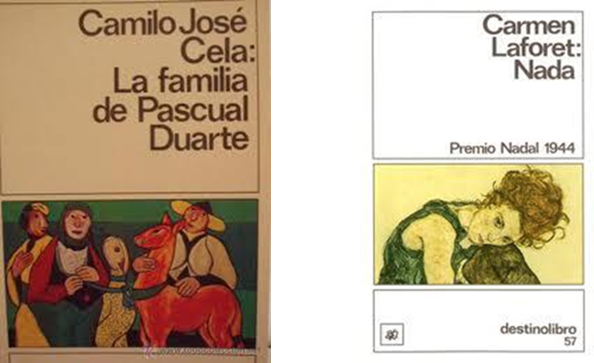 Camilo José
Cela:
La familia
de Pascual
Duarte
Carmen
Laforet:
Nada
Premio Nadal 1944
destinolibro
57